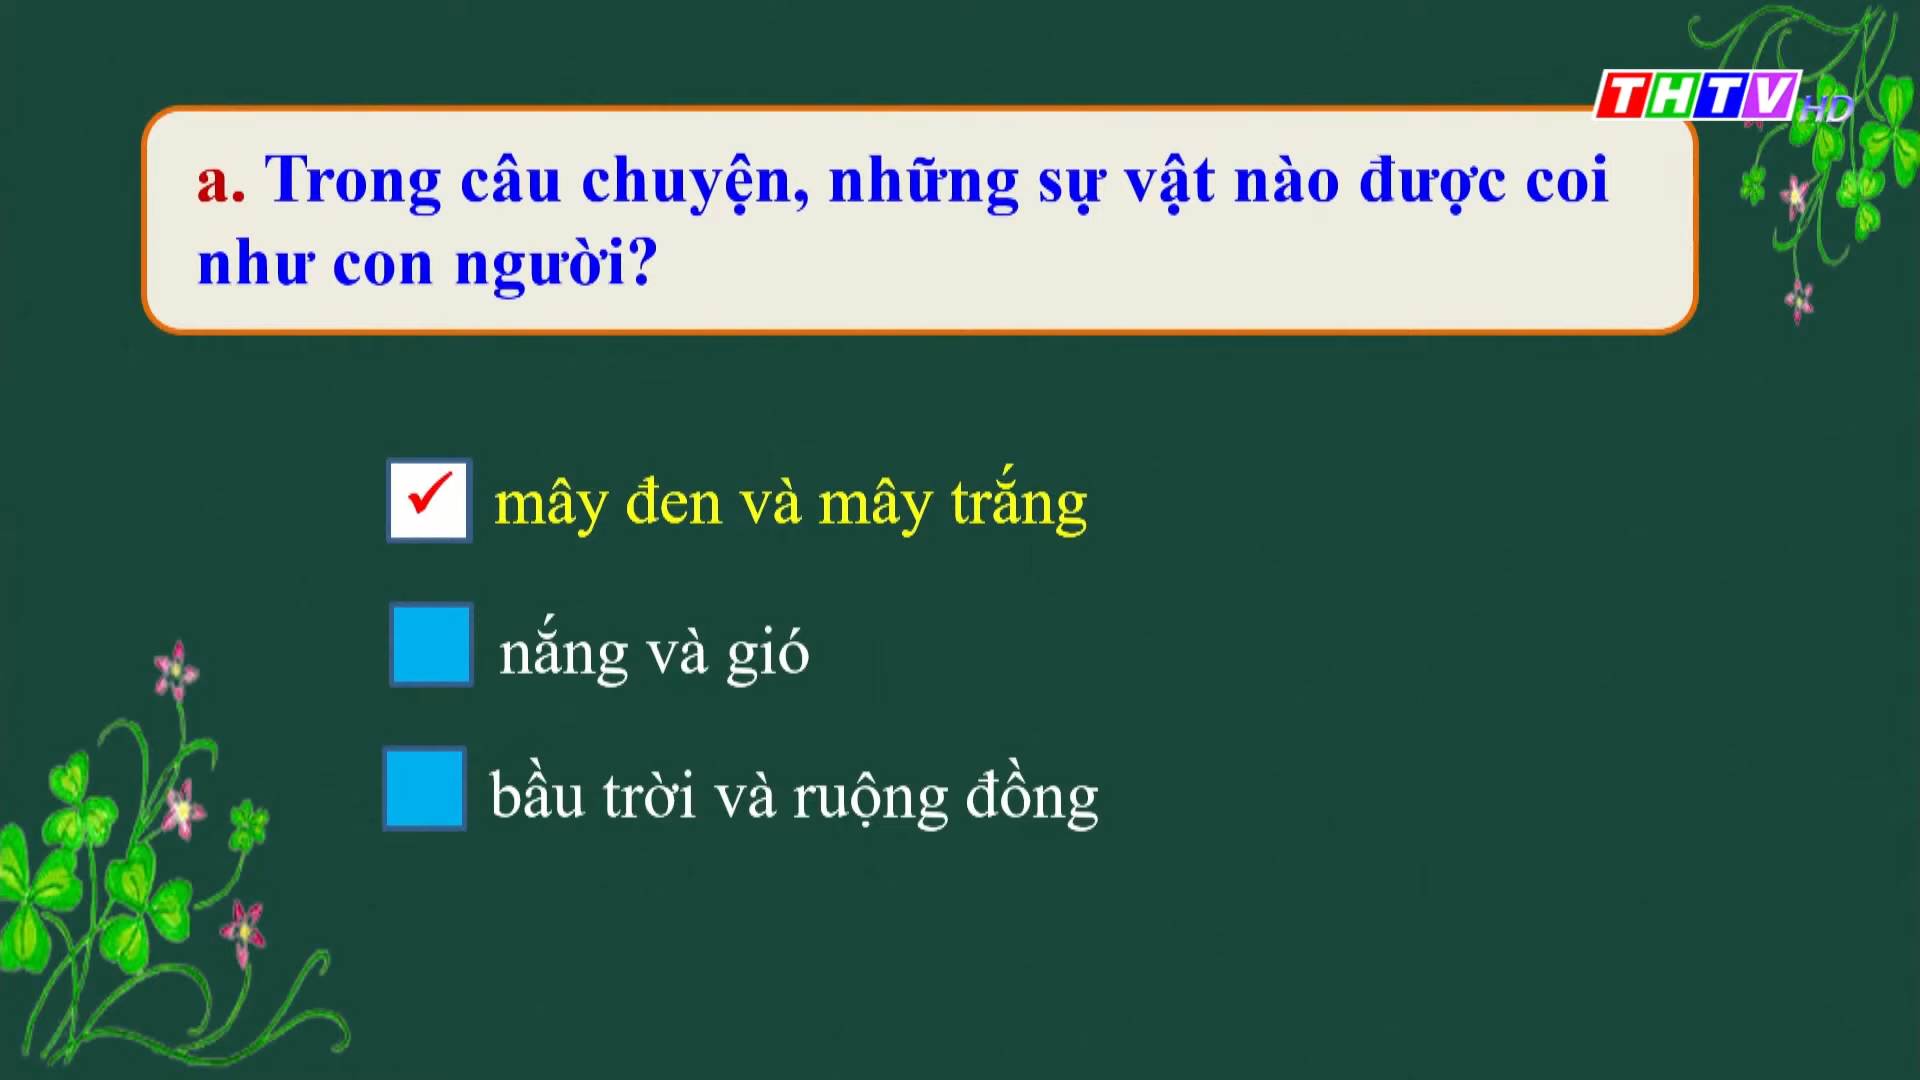 THTV HD
a. Trong câu chuyện, những sự vật nào được coi
như con người?
mây đen và mây trắng
nắng và gió
bầu trời và ruộng đồng